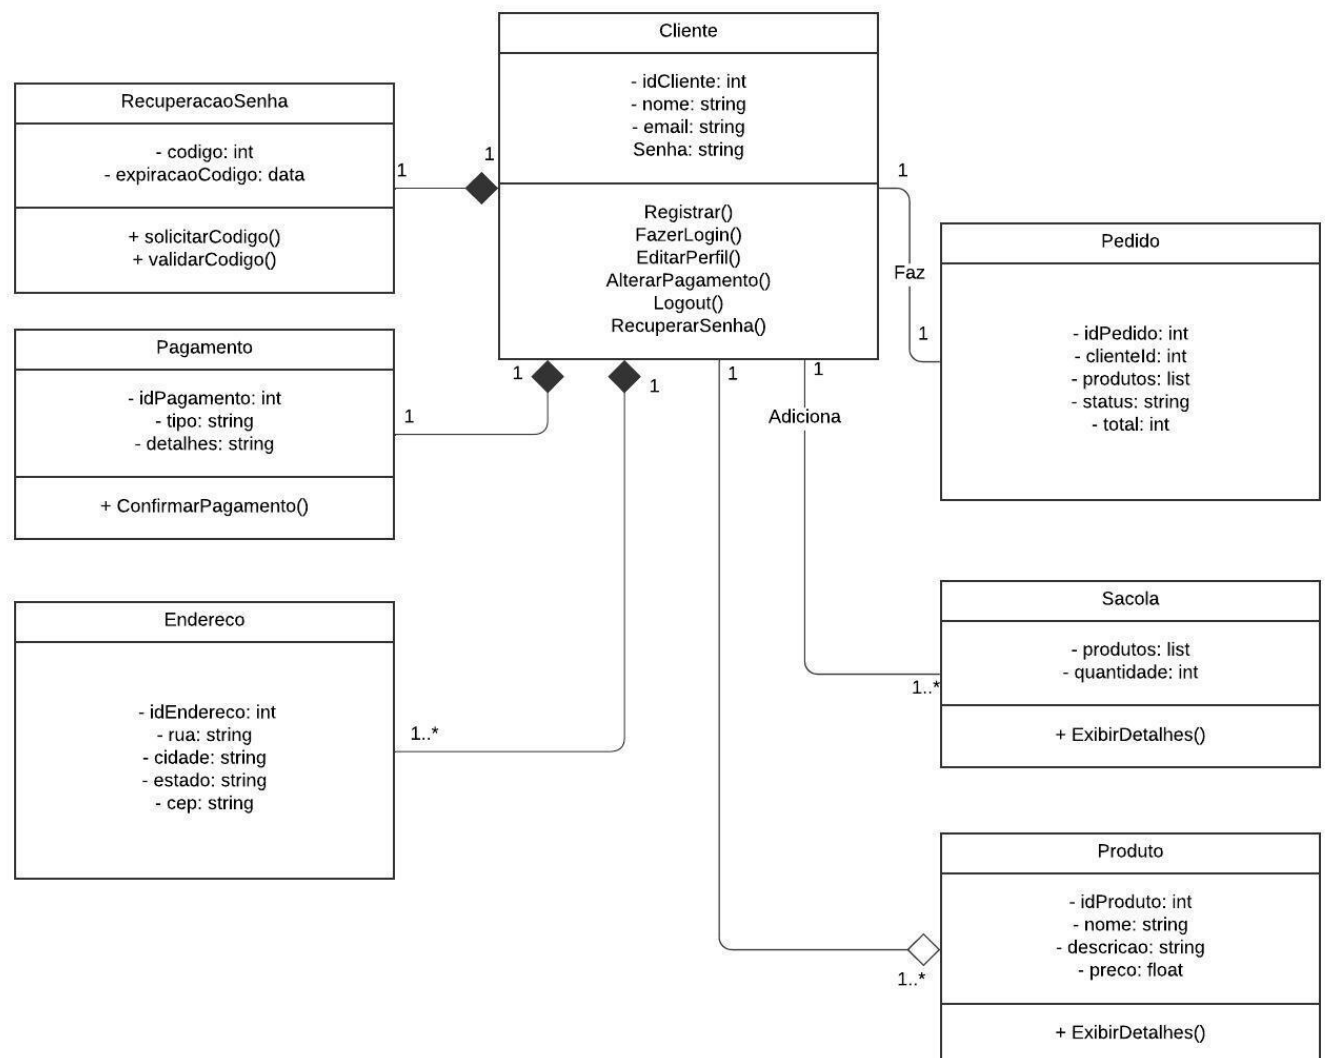 Cliente
- idCliente: int
- nome: string
- email: string
Senha: string
Registrar()
FazerLogin()
EditarPerfil()
AlterarPagamento()
Logout()
RecuperarSenha()
RecuperacaoSenha
- codigo: int
- expiracaoCodigo: data
+ solicitarCodigo()
+ validarCodigo()
1
1
Pagamento
- idPagamento: int
- tipo: string
- detalhes: string
+ ConfirmarPagamento()
1
1
Endereco
- idEndereco: int
- rua: string
- cidade: string
- estado: string
- cep: string
1..*
1
1
Faz
1
Pedido
- idPedido: int
- clienteId: int
- produtos: list
- status: string
- total: int
1
Adiciona
1..*
Sacola
- produtos: list
- quantidade: int
+ ExibirDetalhes()
1
1..*
Produto
- idProduto: int
- nome: string
- descricao: string
- preco: float
+ ExibirDetalhes()